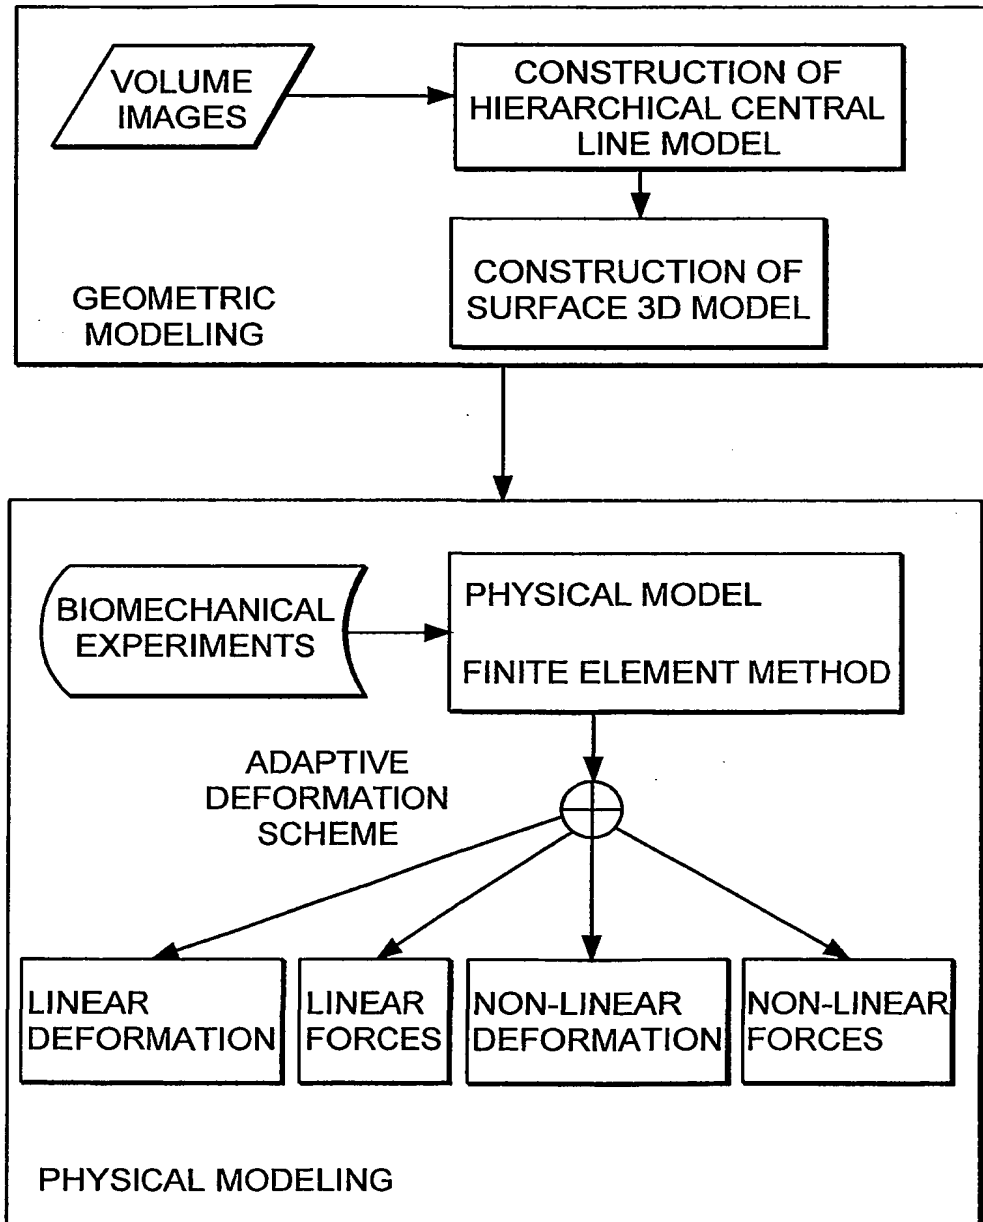 VOLUME
IMAGES
CONSTRUCTION OF
HIERARCHICAL CENTRAL
LINE MODEL
CONSTRUCTION OF
SURFACE 3D MODEL
GEOMETRIC
MODELING
BIOMECHANICAL
EXPERIMENTS
PHYSICAL MODEL
FINITE ELEMENT METHOD
ADAPTIVE
DEFORMATION
SCHEME
LINEAR
DEFORMATION
LINEAR
FORCES
NON-LINEAR
DEFORMATION
NON-LINEAR
FORCES
PHYSICAL MODELING